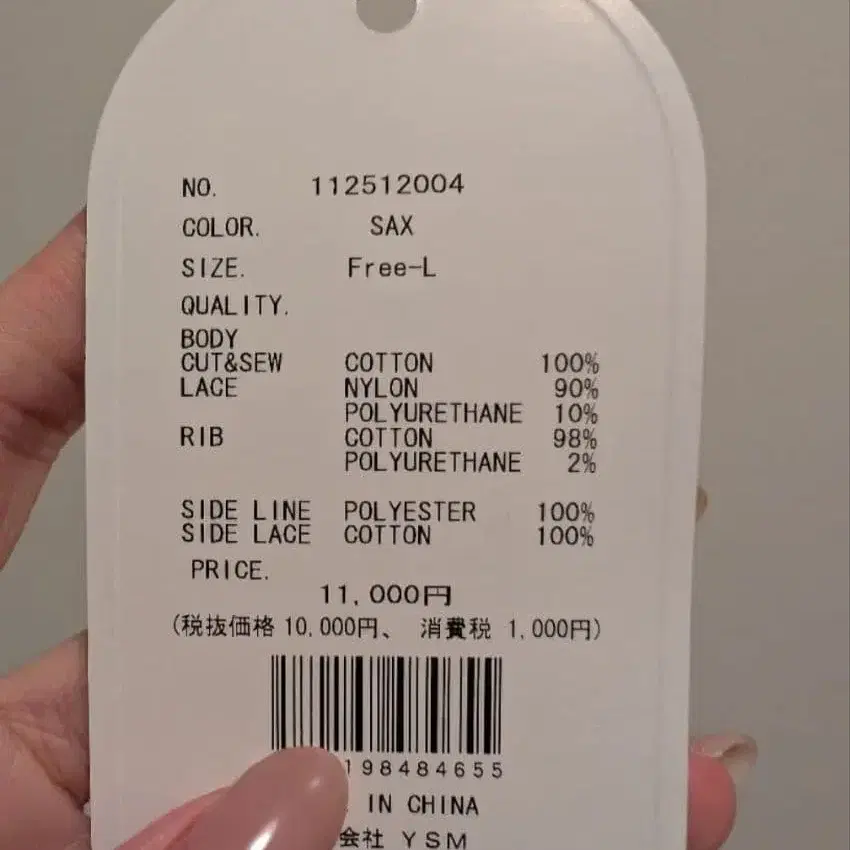 NO. 112512004
COLOR. SAX
SIZE. Free-L
QUALITY.
BODY
CUT&SEW COTTON 100%
LACE NYLON 90%
POLYURETHANE 10%
RIB COTTON 98%
POLYURETHANE 2%
SIDE LINE POLYESTER 100%
SIDE LACE COTTON 100%
PRICE.
11,000円
(税抜価格 10,000円、 消費税 1,000円)
198484655
IN CHINA
会社 YSM